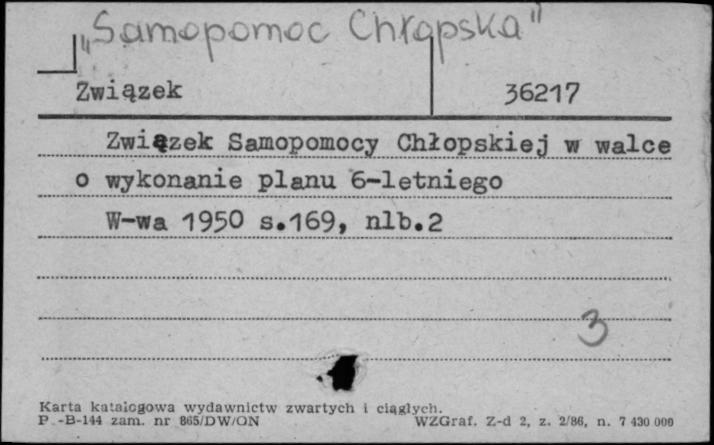 „Samopomoc Chłopska"
Związek 36217
Związek Samopomocy Chłopskiej w walce
o wykonanie planu 6-letniego
W-wa 1950 s.169, nlb.2
3
Karta katalogowa wydawnictw zwartych i ciągłych.
P.-B-144 zam. nr 865/DW/ON WZGraf. Z-d 2, z. 2/86, n. 7 430 000